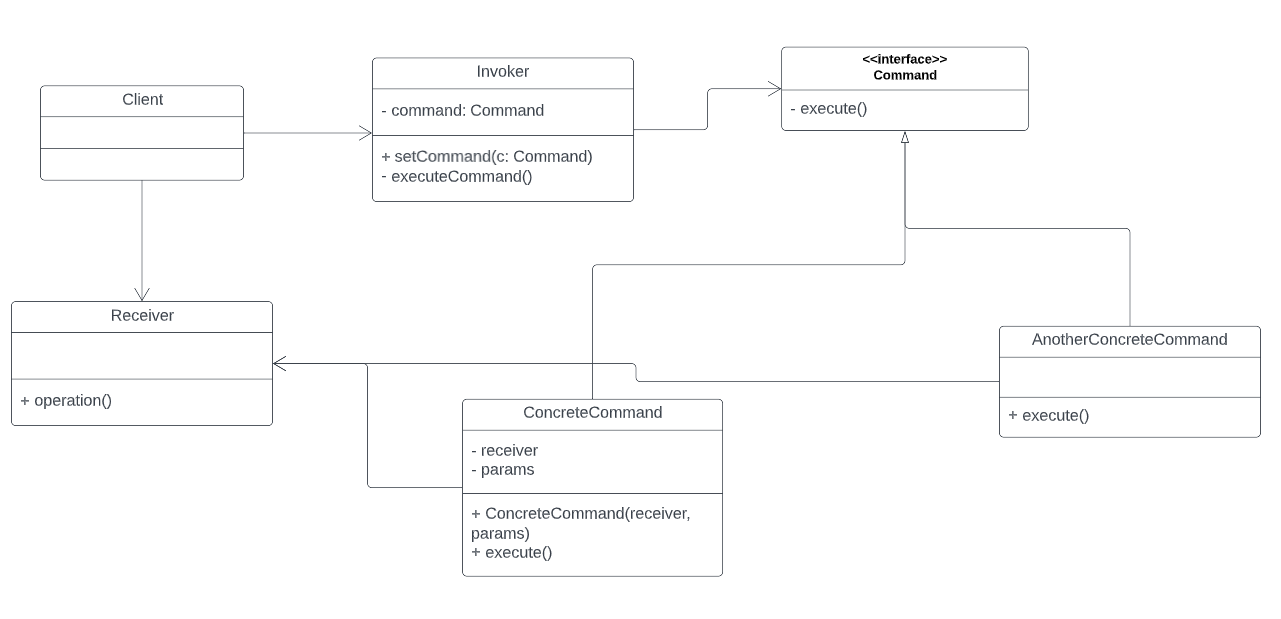 Client
Invoker
- command: Command
+ setCommand(c: Command)
- executeCommand()
<<interface>>
Command
- execute()
Receiver
+ operation()
ConcreteCommand
- receiver
- params
+ ConcreteCommand(receiver,
params)
+ execute()
AnotherConcreteCommand
+ execute()